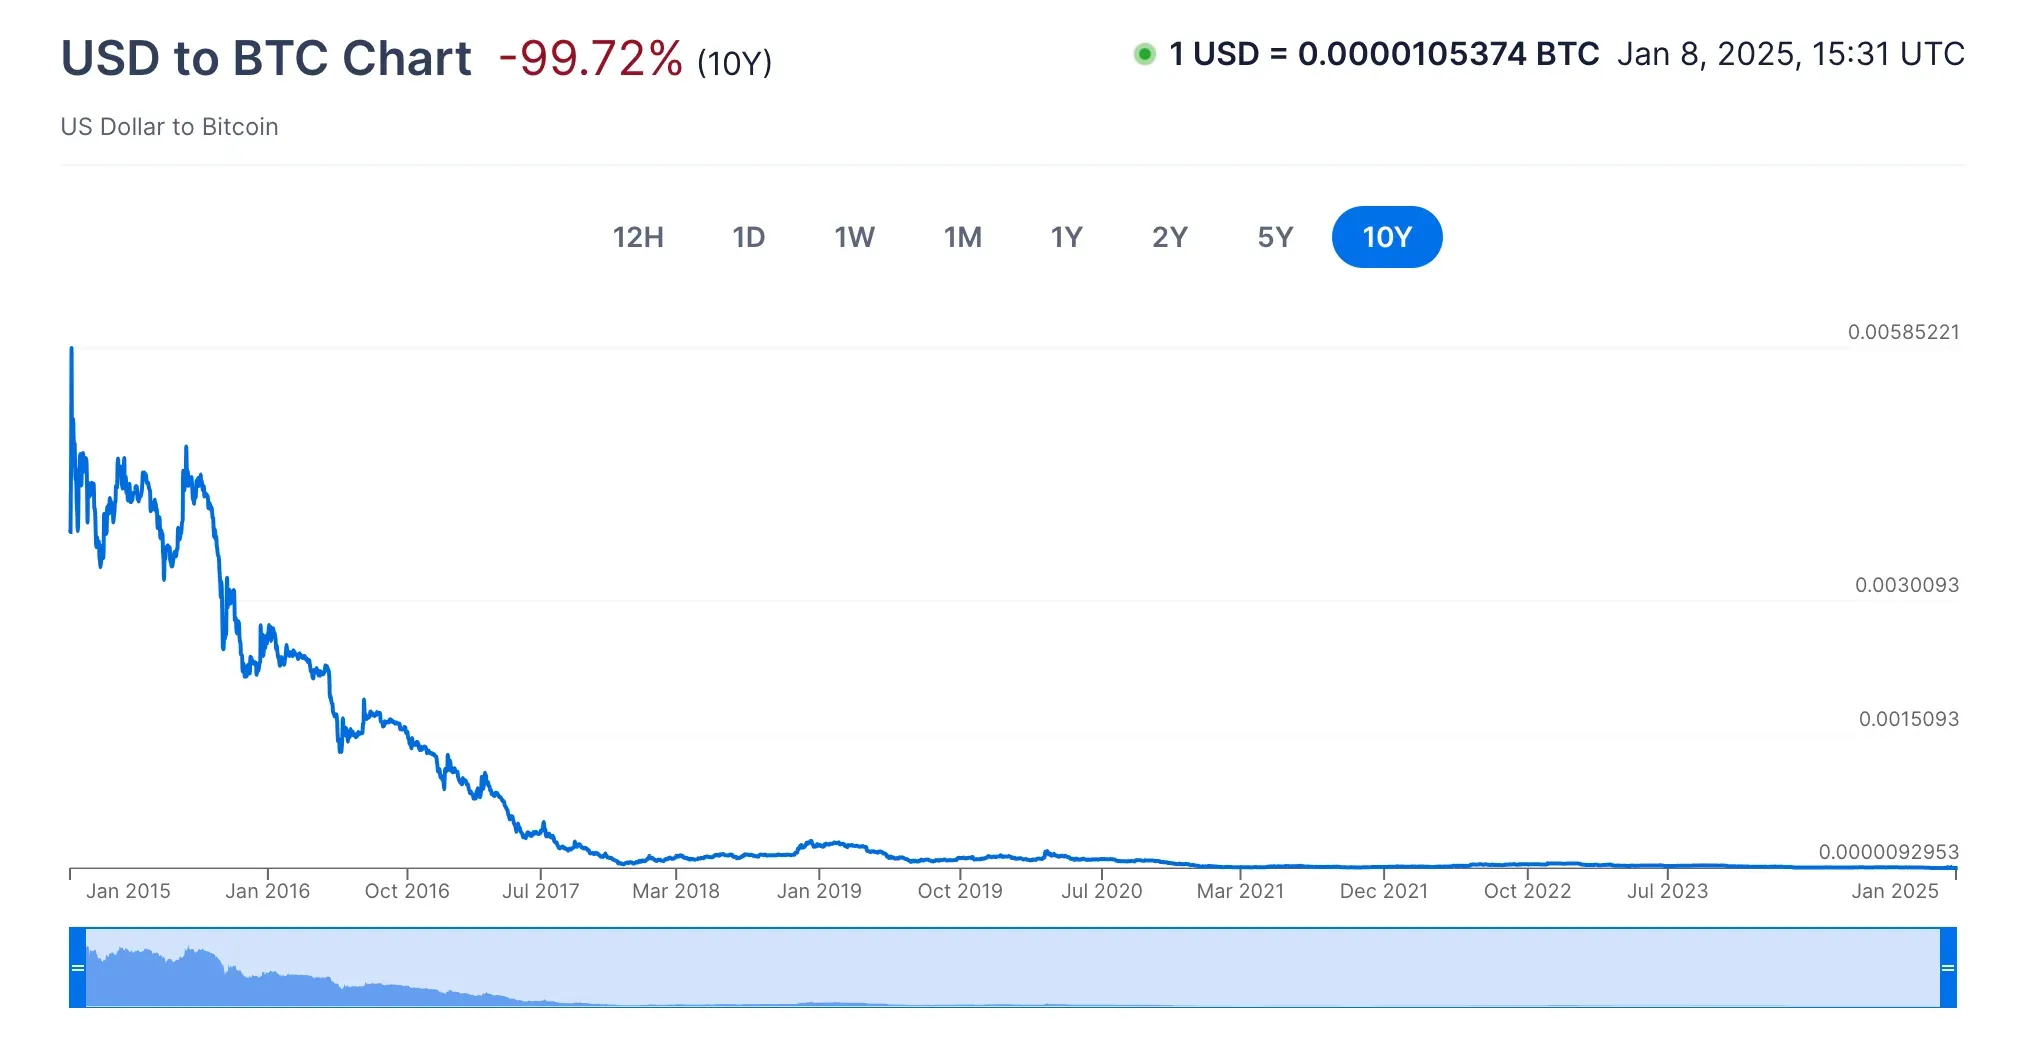 USD to BTC Chart -99.72% (10Y)
1 USD = 0.0000105374 BTC Jan 8, 2025, 15:31 UTC
US Dollar to Bitcoin
12H 1D 1W 1M 1Y 2Y 5Y 10Y
0.00585221
0.0030093
0.0015093
0.0000092953
Jan 2015 Jan 2016 Oct 2016 Jul 2017 Mar 2018 Jan 2019 Oct 2019 Jul 2020 Mar 2021 Dec 2021 Oct 2022 Jul 2023 Jan 2025